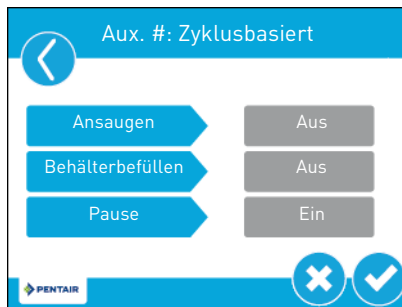 Aux. #: Zyklusbasiert
Ansaugen Aus
Behälterbefüllen Aus
Pause Ein
PENTAIR